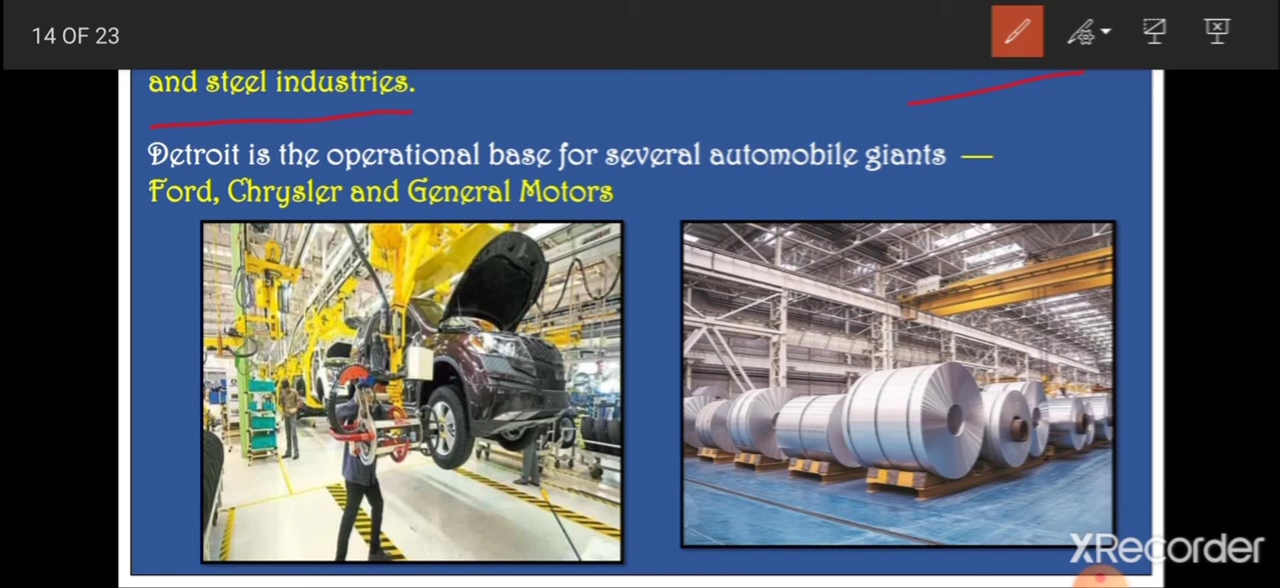 14 OF 23
and steel industries.
Detroit is the operational base for several automobile giants —
Ford, Chrysler and General Motors
XRecorder